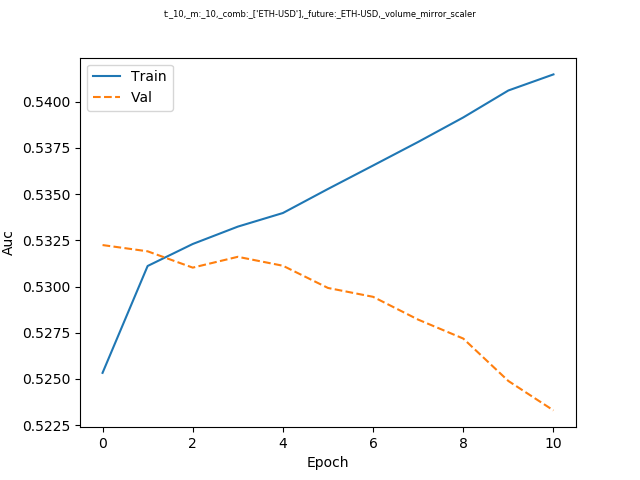 t:_10,_m:_10,_comb:_['ETH-USD'],_future:_ETH-USD,_volume_mirror_scaler
Train
Val
0.5400
0.5375
0.5350
0.5325
0.5300
0.5275
0.5250
0.5225
Auc
0 2 4 6 8 10
Epoch